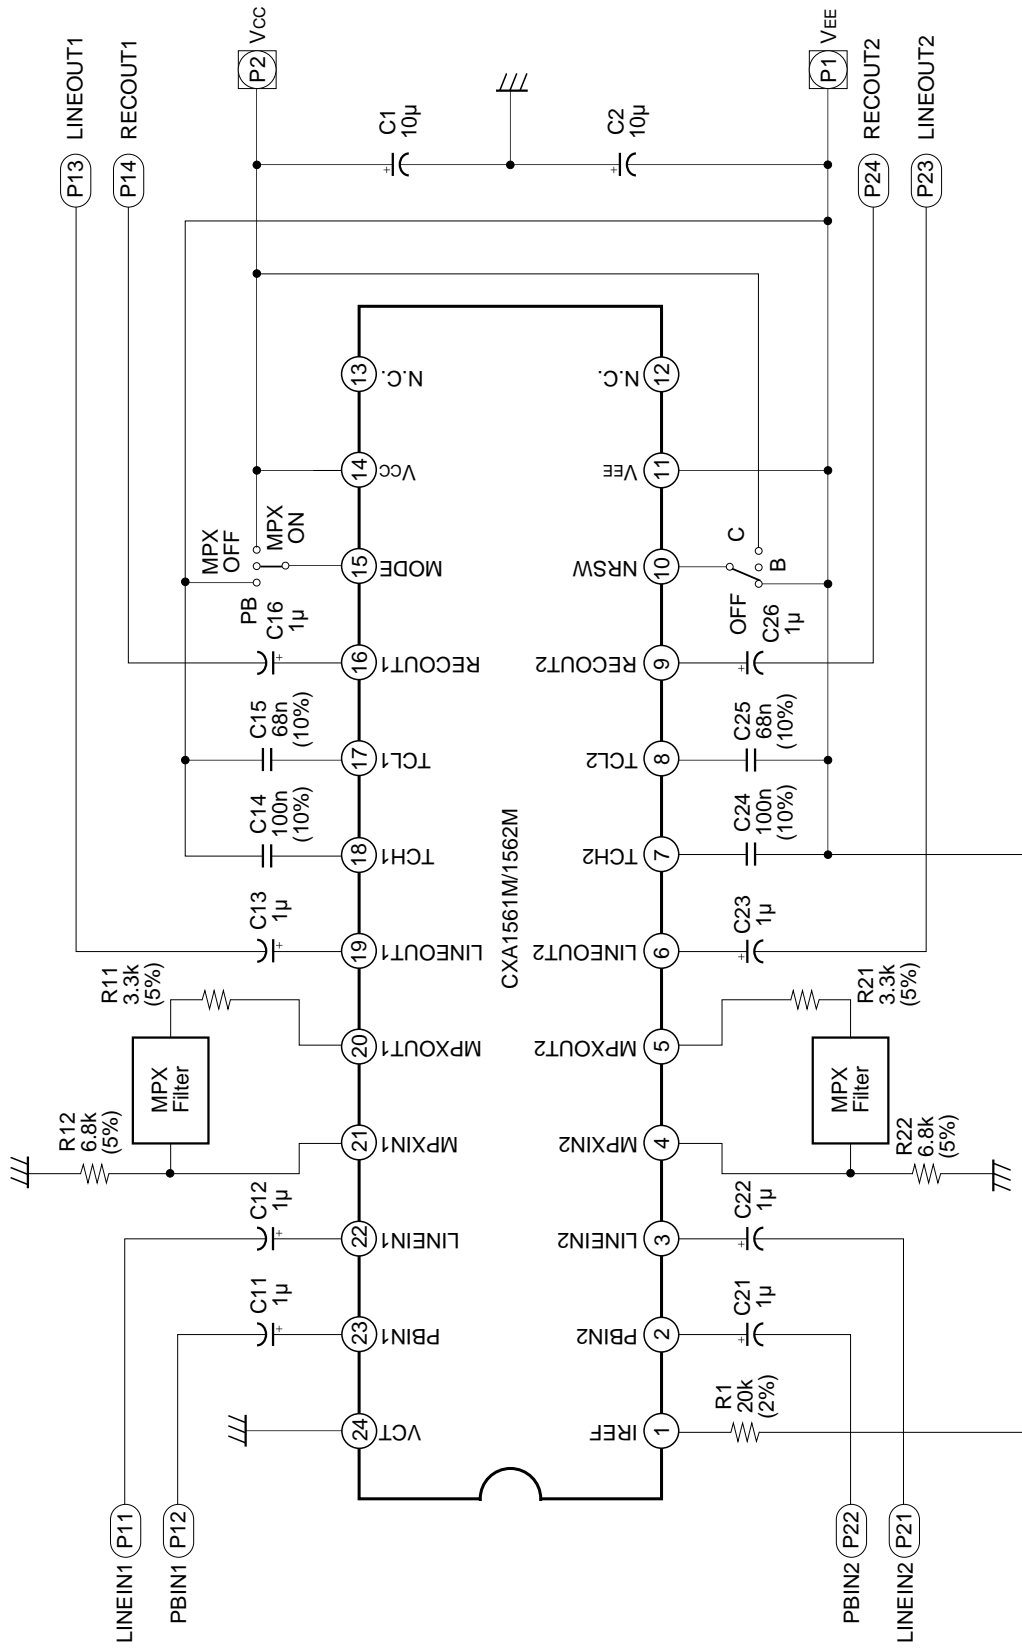 P13 LINEOUT1
P14 RECOUT1
P2 VCC
P1 VEE
P24 RECOUT2
P23 LINEOUT2
C1
10μ
+
C2
10μ
+
MPX
OFF
MPX
ON
PB
C16
1μ
+
C15
68n
(10%)
C14
100n
(10%)
C13
1μ
+
R11
3.3k
(5%)
MPX
Filter
R12
6.8k
(5%)
C12
1μ
+
C11
1μ
+
LINEIN1 P11
PBIN1 P12
13 N.C.
14 VCC
15 MODE
16 RECOUT1
17 TCL1
18 TCH1
19 LINEOUT1
20 MPXOUT1
21 MPXIN1
22 LINEIN1
23 PBIN1
24 VCT
CXA1561M/1562M
12 N.C.
11 VEE
10 NRSW
9 RECOUT2
8 TCL2
7 TCH2
6 LINEOUT2
5 MPXOUT2
4 MPXIN2
3 LINEIN2
2 PBIN2
1 IREF
C
B
OFF
C26
1μ
+
C25
68n
(10%)
C24
100n
(10%)
C23
1μ
+
R21
3.3k
(5%)
MPX
Filter
R22
6.8k
(5%)
C22
1μ
+
C21
1μ
+
R1
20k
(2%)
PBIN2 P22
LINEIN2 P21